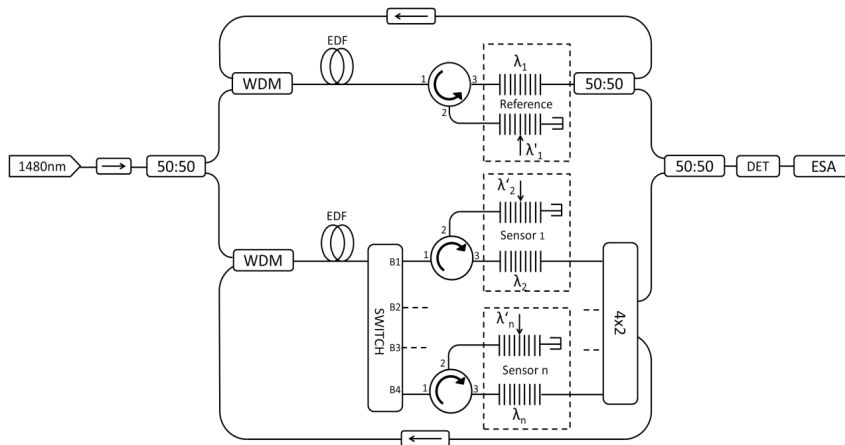 EDF
λ1
WDM
1
3
50:50
Reference
2
λ'1
1480nm
50:50
50:50
DET
ESA
λ'2
EDF
2
Sensor 1
WDM
B1
1
3
λ2
B2
SWITCH
4x2
λ'n
B3
2
Sensor n
B4
1
3
λn